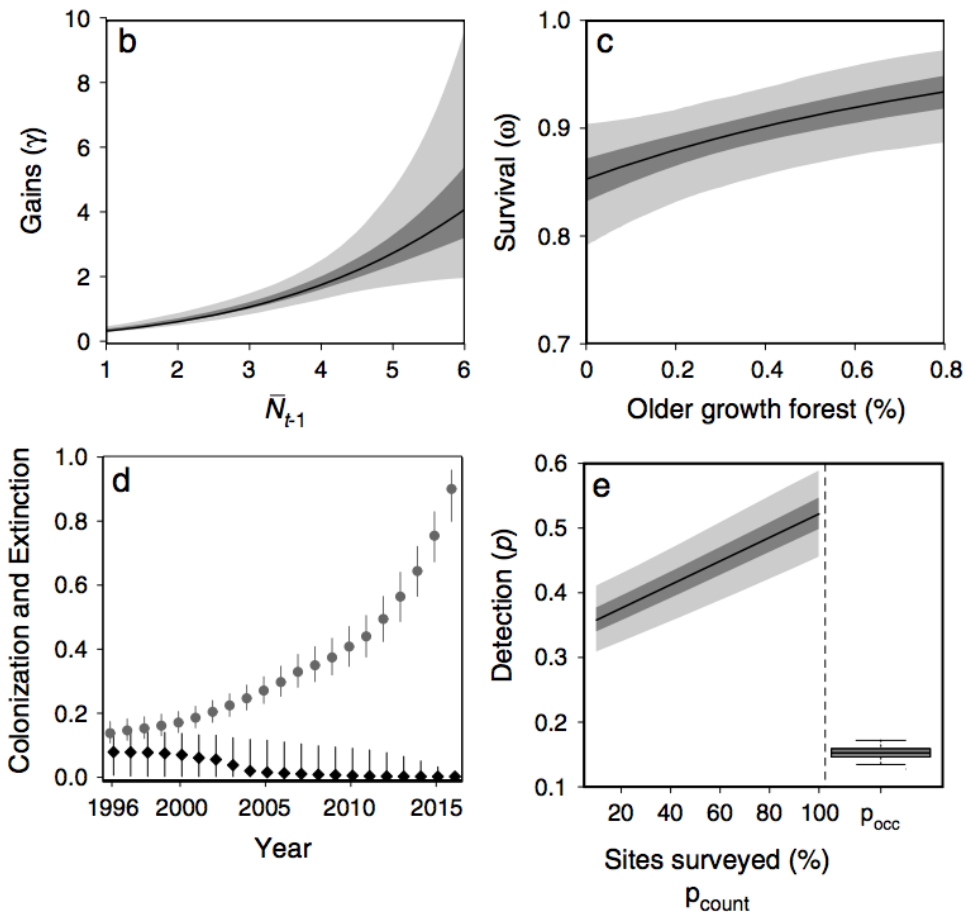 b
Gains (γ)
10
8
6
4
2
0
1 2 3 4 5 6
N̅t-1
c
Survival (ω)
1.0
0.9
0.8
0.7
0 0.2 0.4 0.6 0.8
Older growth forest (%)
d
Colonization and Extinction
1.0
0.8
0.6
0.4
0.2
0.0
1996 2000 2005 2010 2015
Year
e
Detection (p)
0.6
0.5
0.4
0.3
0.2
0.1
20 40 60 80 100 pocc
Sites surveyed (%)
pcount